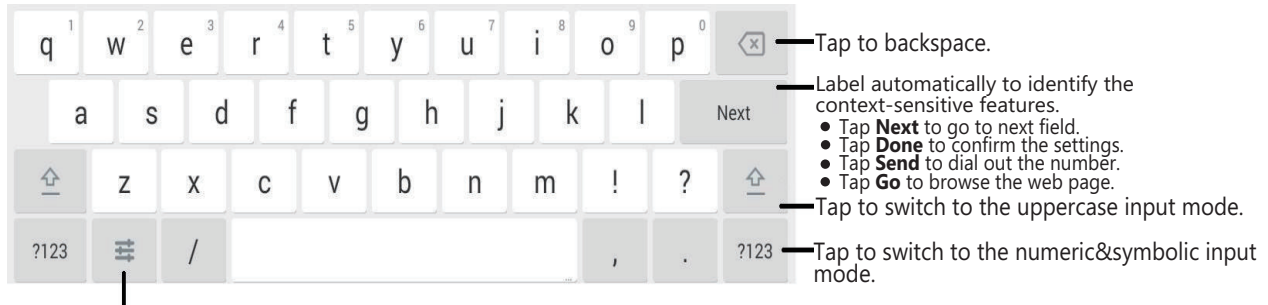 q 1 w 2 e 3 r 4 t 5 y 6 u 7 i 8 o 9 p 0
Tap to backspace.
a s d f g h j k l Next
Label automatically to identify the
context-sensitive features.
• Tap Next to go to next field.
• Tap Done to confirm the settings.
• Tap Send to dial out the number.
• Tap Go to browse the web page.
z x c v b n m ! ?
Tap to switch to the uppercase input mode.
?123 / , . ?123
Tap to switch to the numeric&symbolic input
mode.